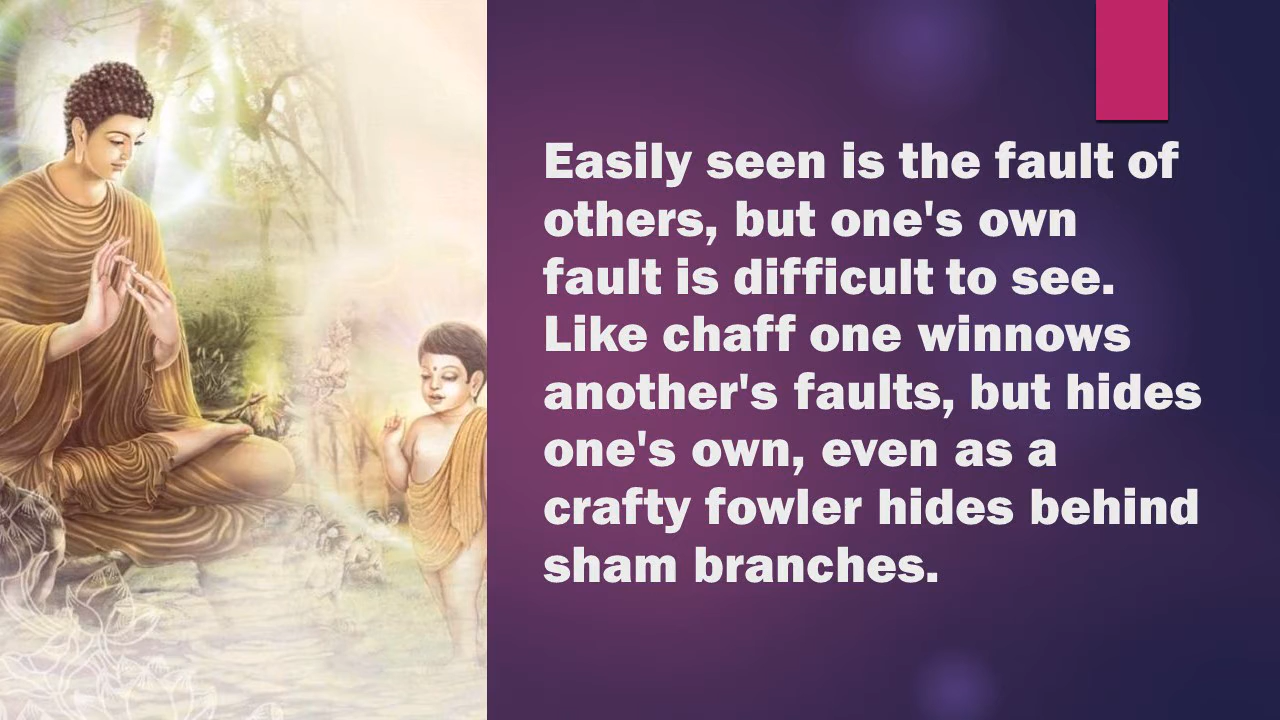 Easily seen is the fault of
others, but one's own
fault is difficult to see.
Like chaff one winnows
another's faults, but hides
one's own, even as a
crafty fowler hides behind
sham branches.